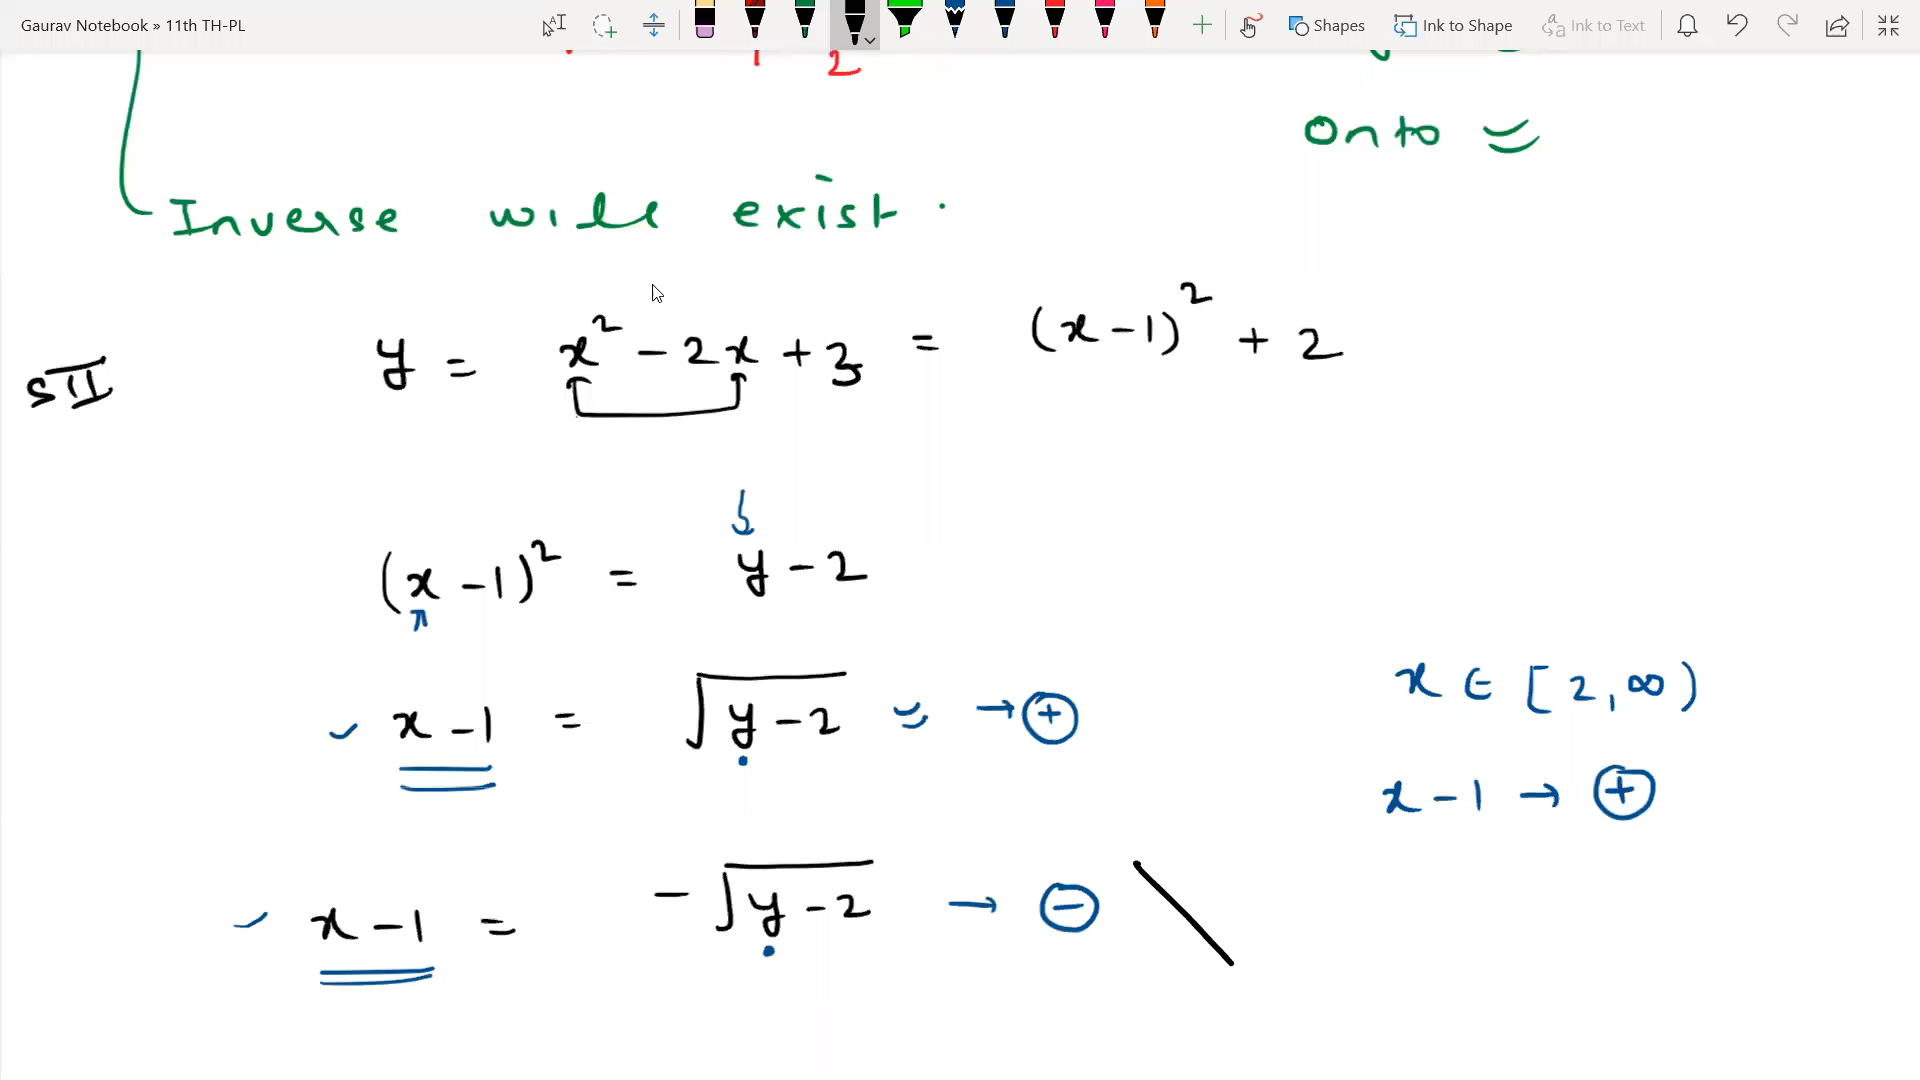 Gaurav Notebook » 11th TH-PL
Shapes
Ink to Shape
Ink to Text
2
Onto
Inverse will exist.
SII
y = x² - 2x + 3 = (x-1)² + 2
(x-1)² = y-2
x-1 = √(y-2) → ⊕
x ∈ [2,∞)
x-1 → ⊕
x-1 = -√(y-2) → ⊖